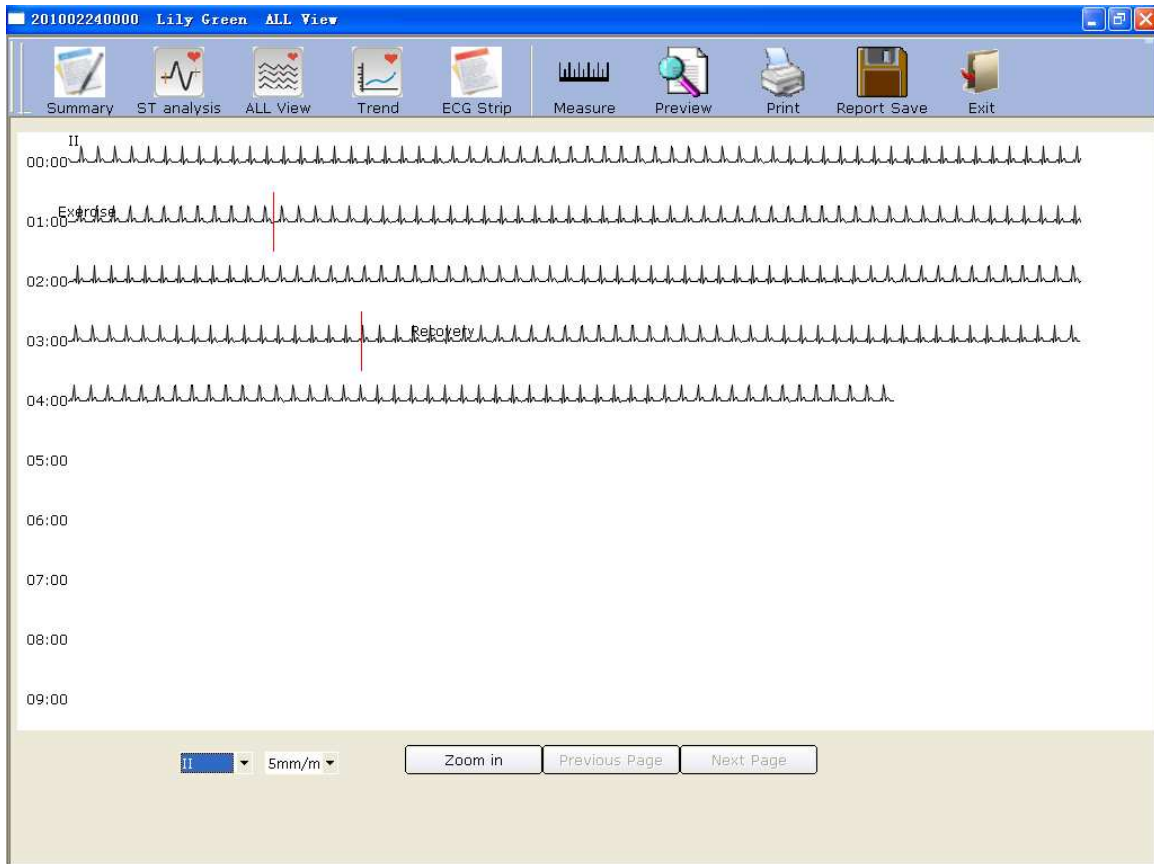 201002240000 Lily Green ALL View
Summary ST analysis ALL View Trend ECG Strip Measure Preview Print Report Save Exit
II
00:00
Exercise
01:00
02:00
Recovery
03:00
04:00
05:00
06:00
07:00
08:00
09:00
II 5mm/m Zoom in Previous Page Next Page